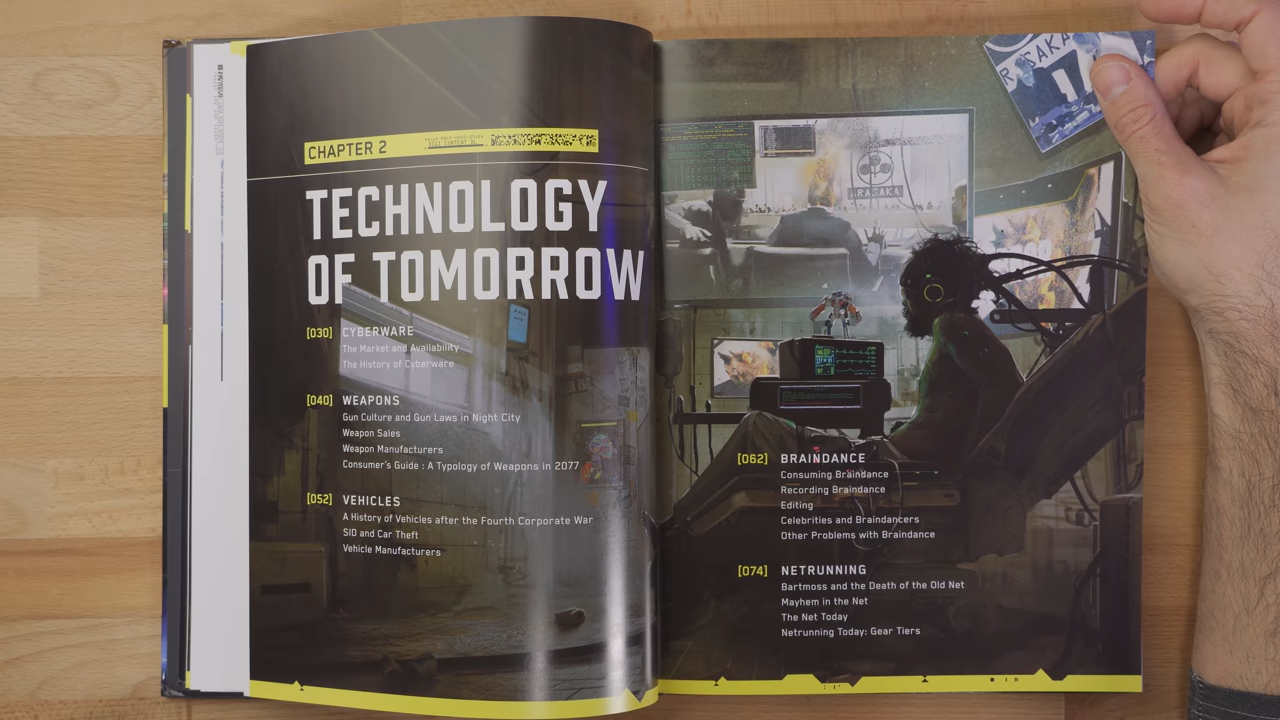 CHAPTER 2
TECHNOLOGY
OF TOMORROW
[030] CYBERWARE
The Market and Availability
The History of Cyberware
[040] WEAPONS
Gun Culture and Gun Laws in Night City
Weapon Sales
Weapon Manufacturers
Consumer's Guide : A Typology of Weapons in 2077
[052] VEHICLES
A History of Vehicles after the Fourth Corporate War
SID and Car Theft
Vehicle Manufacturers
RASAKA
ARASAKA
[062] BRAINDANCE
Consuming Braindance
Recording Braindance
Editing
Celebrities and Braindancers
Other Problems with Braindance
[074] NETRUNNING
Bartmoss and the Death of the Old Net
Mayhem in the Net
The Net Today
Netrunning Today: Gear Tiers